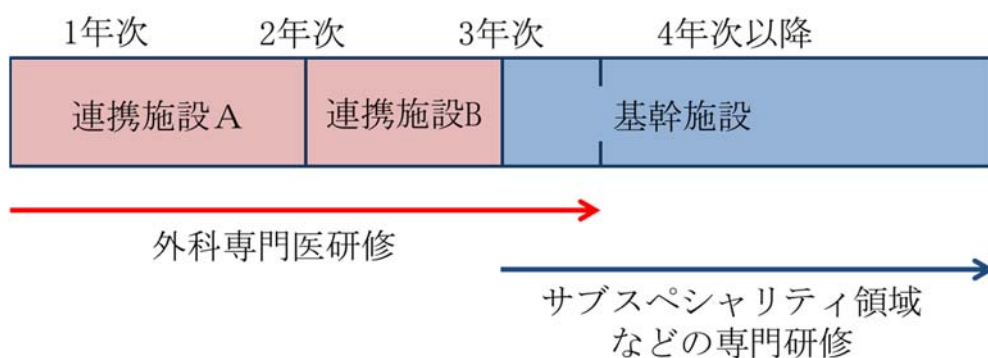 1年次 2年次 3年次 4年次以降
連携施設A 連携施設B 基幹施設
外科専門医研修
サブスペシャリティ領域
などの専門研修